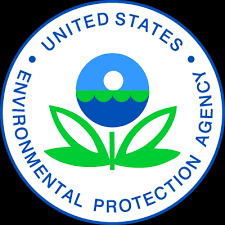 UNITED STATES
ENVIRONMENTAL PROTECTION AGENCY